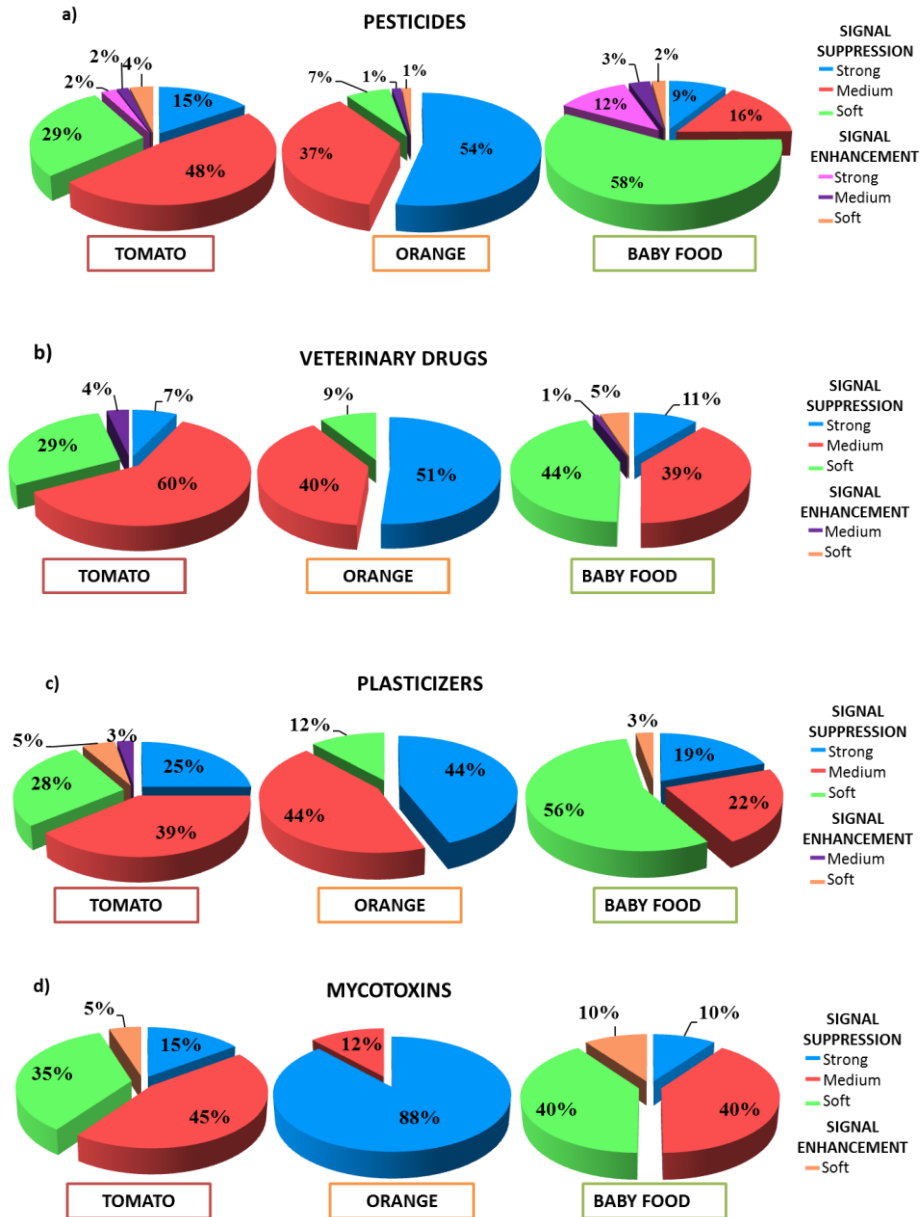 a)
PESTICIDES
2%
2%
4%
15%
29%
48%
TOMATO
7%
1%
1%
37%
54%
ORANGE
3%
2%
12%
9%
16%
58%
BABY FOOD
SIGNAL
SUPPRESSION
Strong
Medium
Soft
SIGNAL
ENHANCEMENT
Strong
Medium
Soft
b)
VETERINARY DRUGS
4%
7%
29%
60%
TOMATO
9%
40%
51%
ORANGE
1%
5%
11%
44%
39%
BABY FOOD
SIGNAL
SUPPRESSION
Strong
Medium
Soft
SIGNAL
ENHANCEMENT
Medium
Soft
c)
PLASTICIZERS
5%
3%
25%
28%
39%
TOMATO
12%
44%
44%
ORANGE
3%
19%
56%
22%
BABY FOOD
SIGNAL
SUPPRESSION
Strong
Medium
Soft
SIGNAL
ENHANCEMENT
Medium
Soft
d)
MYCOTOXINS
5%
15%
35%
45%
TOMATO
12%
88%
ORANGE
10%
10%
40%
40%
BABY FOOD
SIGNAL
SUPPRESSION
Strong
Medium
Soft
SIGNAL
ENHANCEMENT
Soft